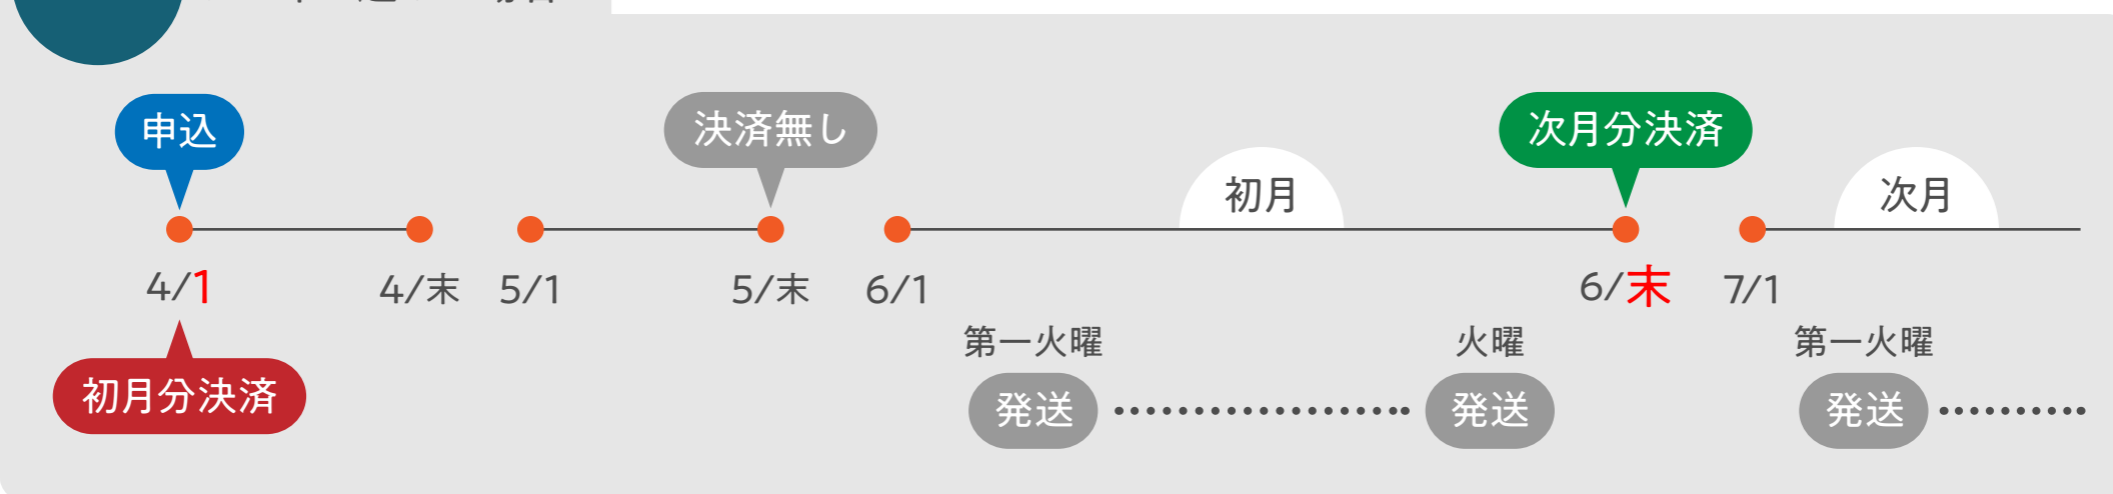 申込
決済無し
次月分決済
初月
次月
4/1
4/末
5/1
5/末
6/1
6/末
7/1
第一火曜
火曜
第一火曜
初月分決済
発送
発送
発送